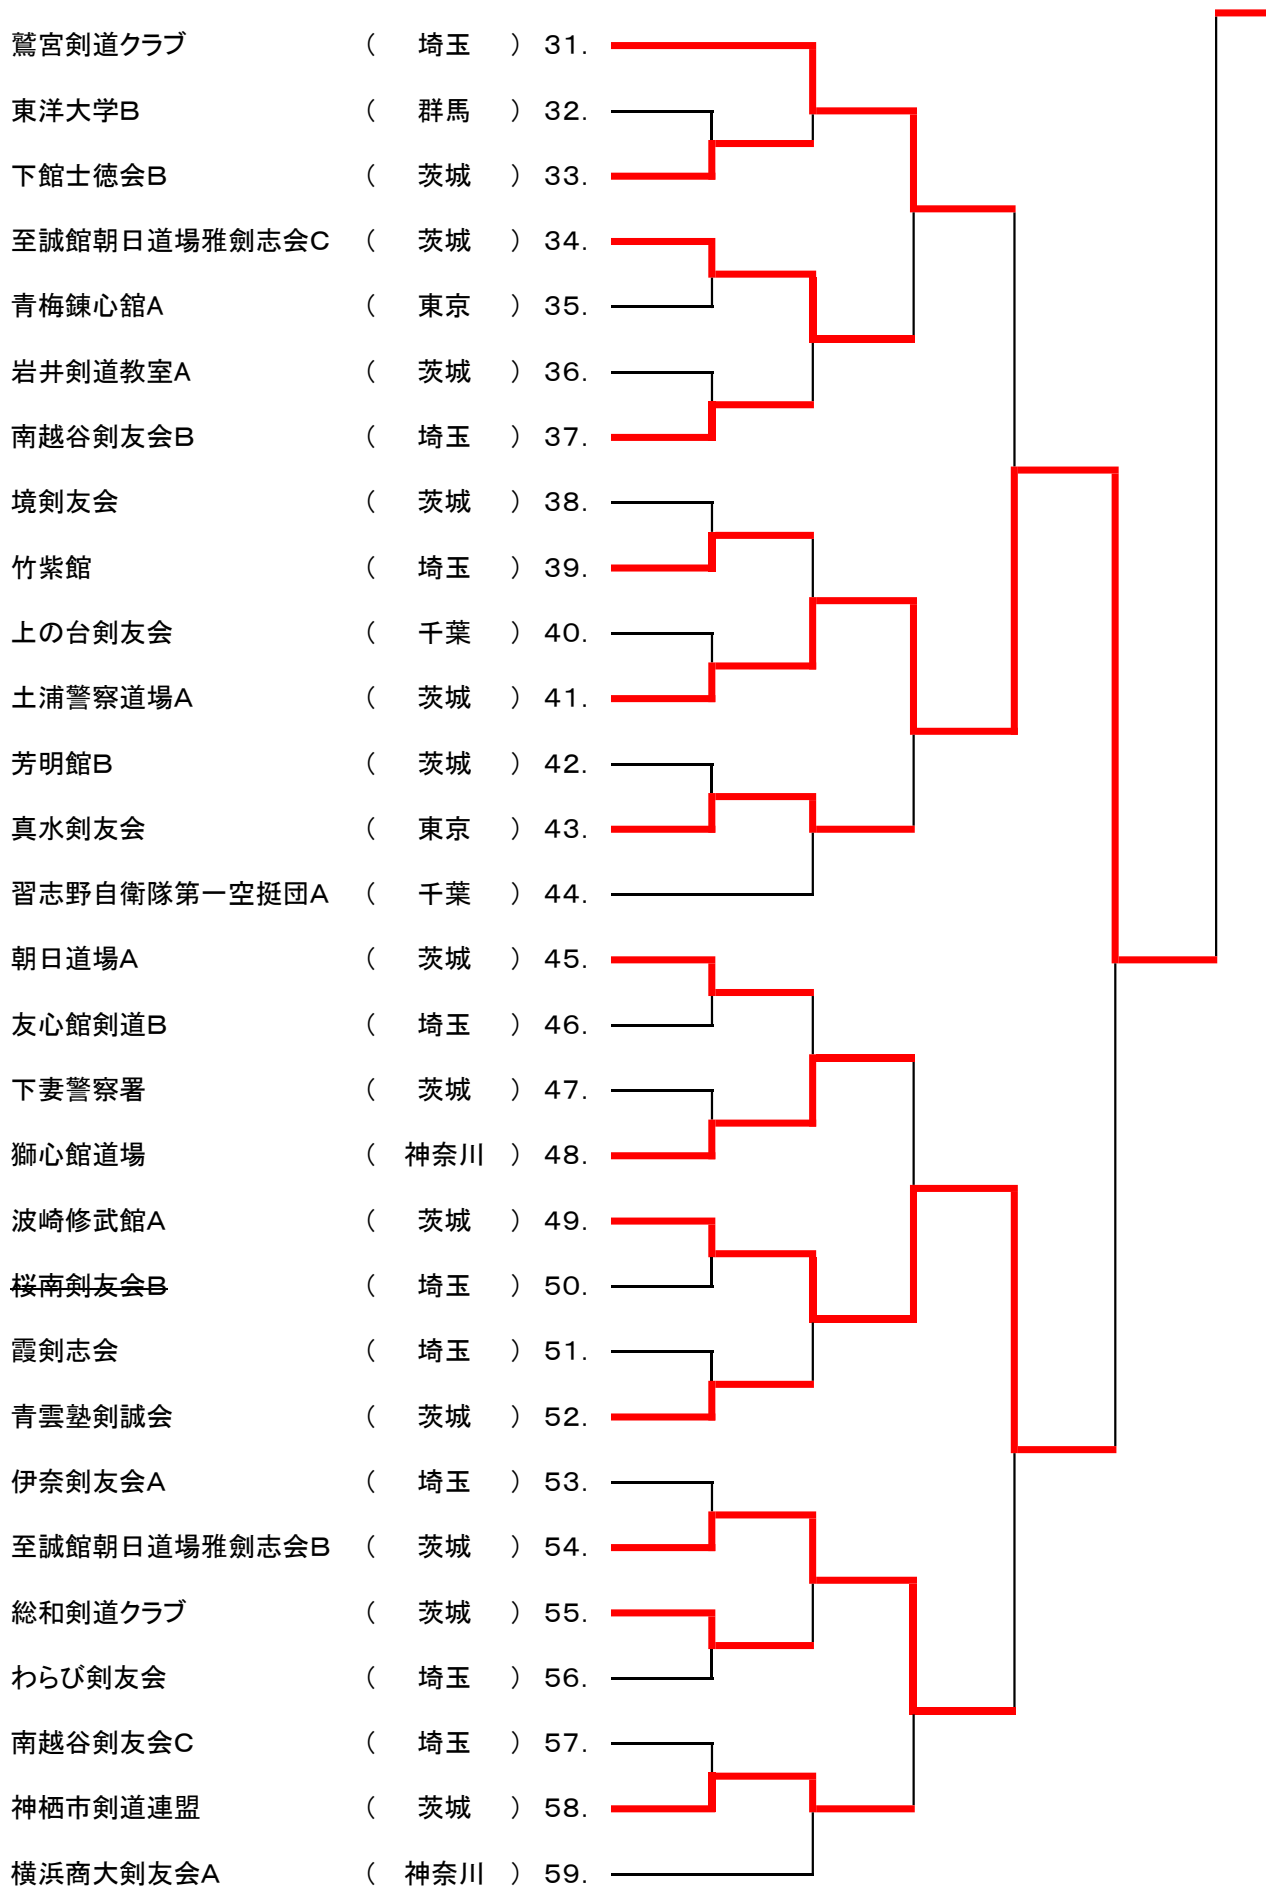 鷲宮剣道クラブ ( 埼玉 ) 31.
東洋大学B ( 群馬 ) 32.
下館士徳会B ( 茨城 ) 33.
至誠館朝日道場雅劍志会C ( 茨城 ) 34.
青梅錬心舘A ( 東京 ) 35.
岩井剣道教室A ( 茨城 ) 36.
南越谷剣友会B ( 埼玉 ) 37.
境剣友会 ( 茨城 ) 38.
竹紫館 ( 埼玉 ) 39.
上の台剣友会 ( 千葉 ) 40.
土浦警察道場A ( 茨城 ) 41.
芳明館B ( 茨城 ) 42.
真水剣友会 ( 東京 ) 43.
習志野自衛隊第一空挺団A ( 千葉 ) 44.
朝日道場A ( 茨城 ) 45.
友心館剣道B ( 埼玉 ) 46.
下妻警察署 ( 茨城 ) 47.
獅心館道場 ( 神奈川 ) 48.
波崎修武館A ( 茨城 ) 49.
桜南剣友会B ( 埼玉 ) 50.
霞剣志会 ( 埼玉 ) 51.
青雲塾剣誠会 ( 茨城 ) 52.
伊奈剣友会A ( 埼玉 ) 53.
至誠館朝日道場雅劍志会B ( 茨城 ) 54.
総和剣道クラブ ( 茨城 ) 55.
わらび剣友会 ( 埼玉 ) 56.
南越谷剣友会C ( 埼玉 ) 57.
神栖市剣道連盟 ( 茨城 ) 58.
横浜商大剣友会A ( 神奈川 ) 59.